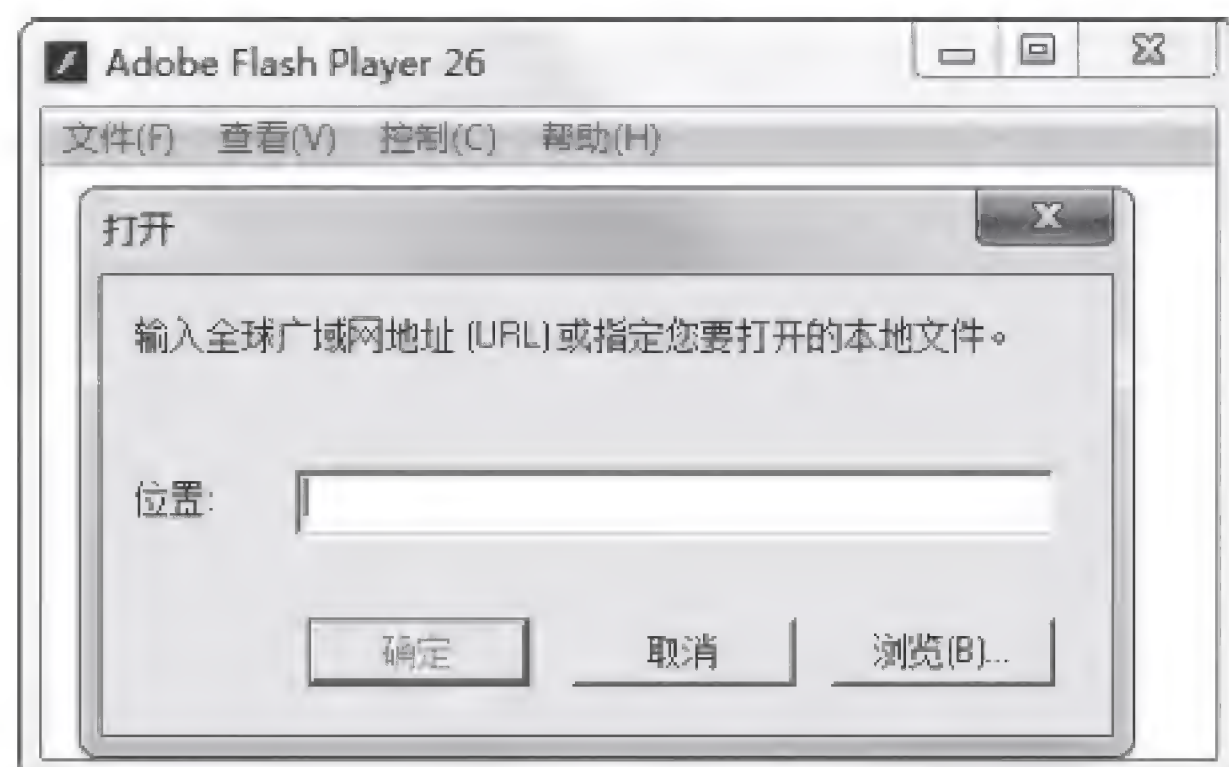 Adobe Flash Player 26
文件(F) 查看(V) 控制(C) 帮助(H)
打开
输入全球广域网地址 (URL) 或指定您要打开的本地文件。
位置:
确定 取消 浏览(B)...